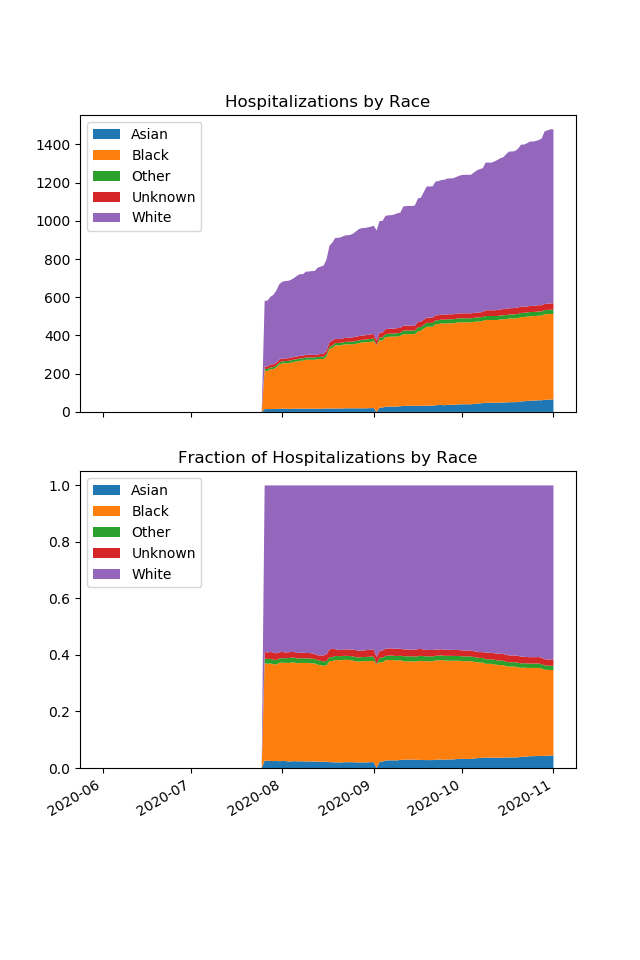 Hospitalizations by Race
Asian
Black
Other
Unknown
White
1400
1200
1000
800
600
400
200
0
Fraction of Hospitalizations by Race
Asian
Black
Other
Unknown
White
1.0
0.8
0.6
0.4
0.2
0.0
2020-06
2020-07
2020-08
2020-09
2020-10
2020-11